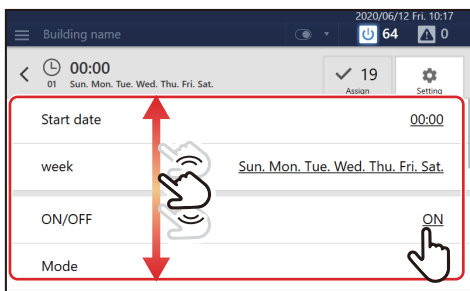 2020/06/12 Fri. 10:17
Building name
64
0
00:00
01 Sun. Mon. Tue. Wed. Thu. Fri. Sat.
19
Assign
Setting
Start date 00:00
week Sun. Mon. Tue. Wed. Thu. Fri. Sat.
ON/OFF ON
Mode